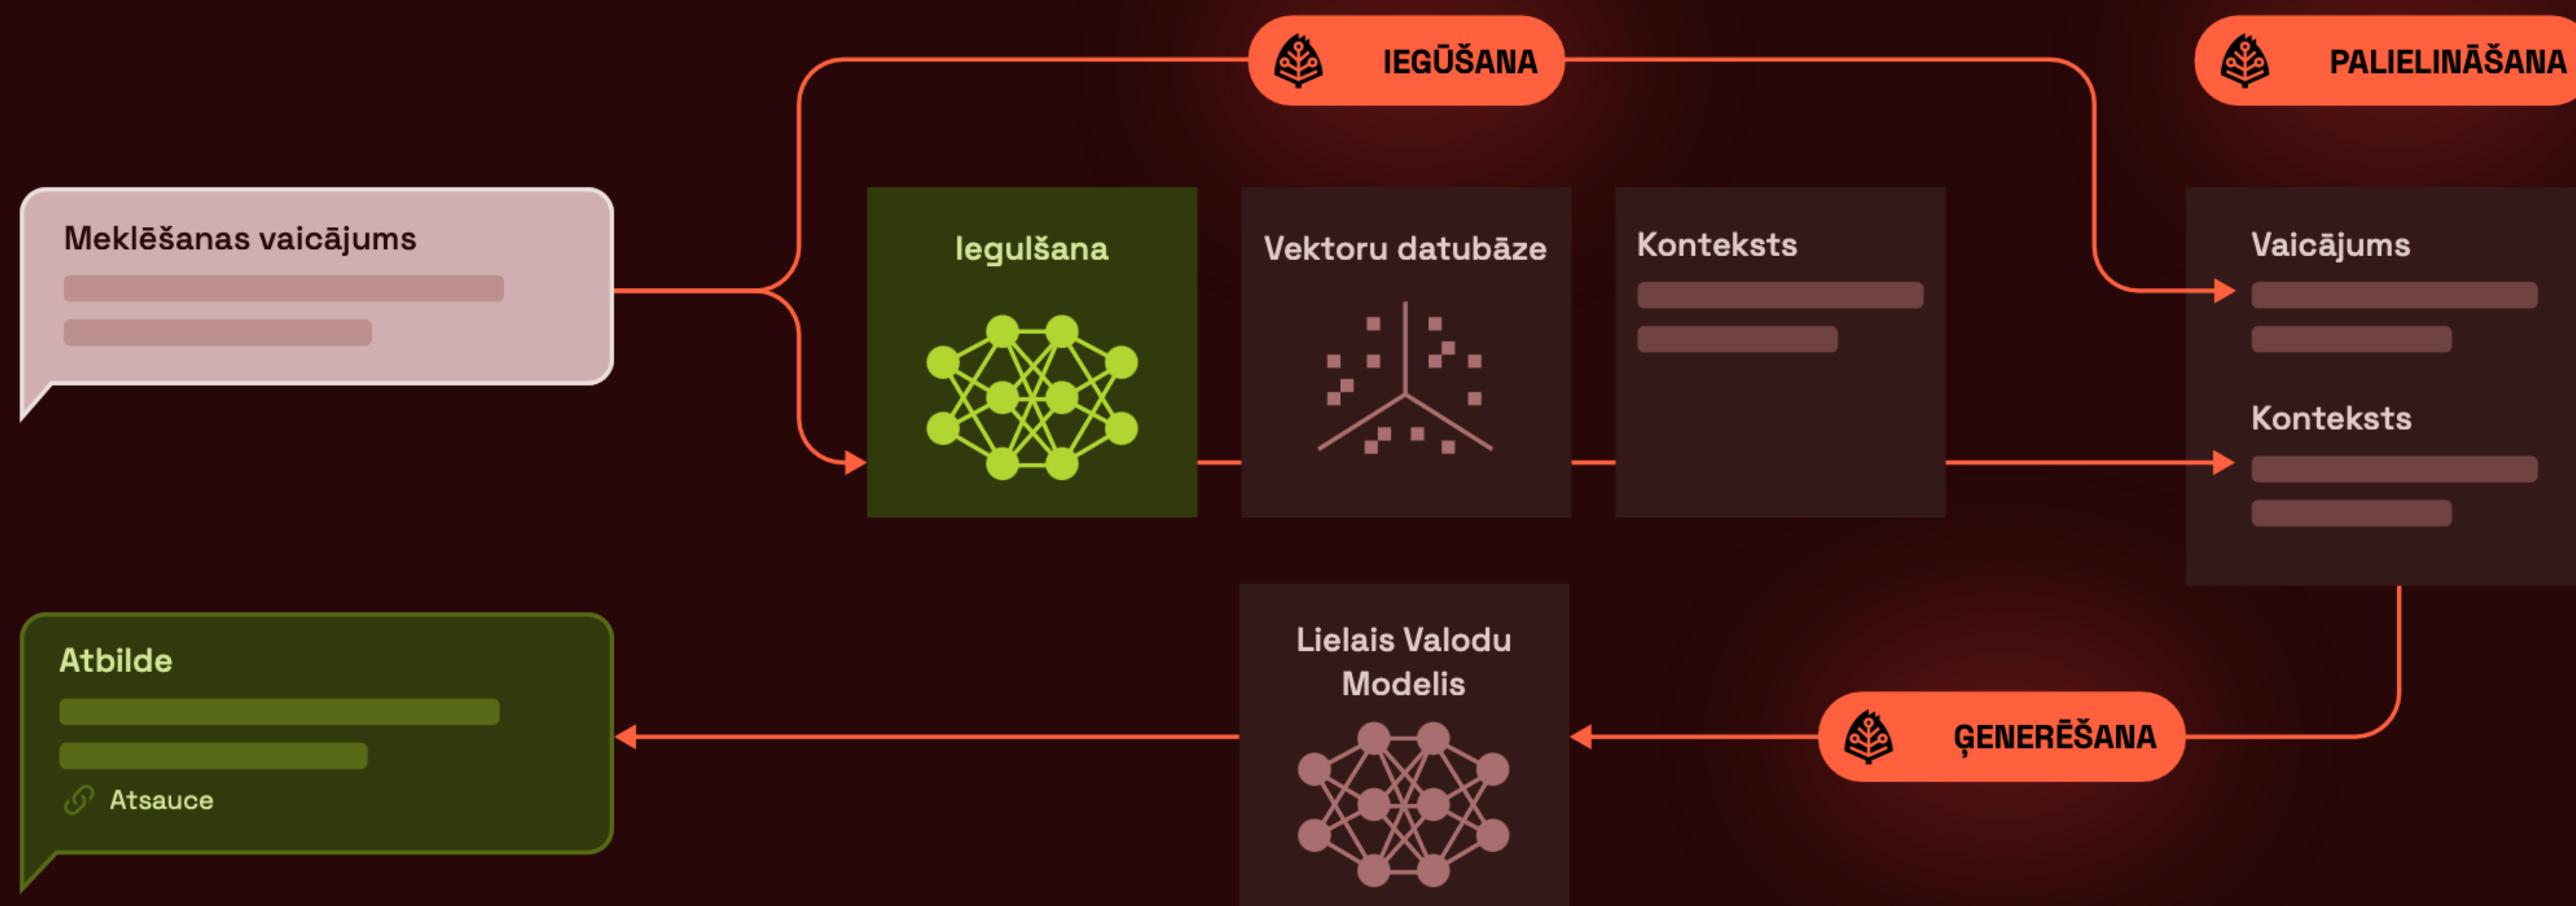 IEGŪŠANA
PALIELINĀŠANA
Meklēšanas vaicājums
Iegulšana
Vektoru datubāze
Konteksts
Vaicājums
Konteksts
Lielais Valodu
Modelis
ĢENERĒŠANA
Atbilde
Atsauce